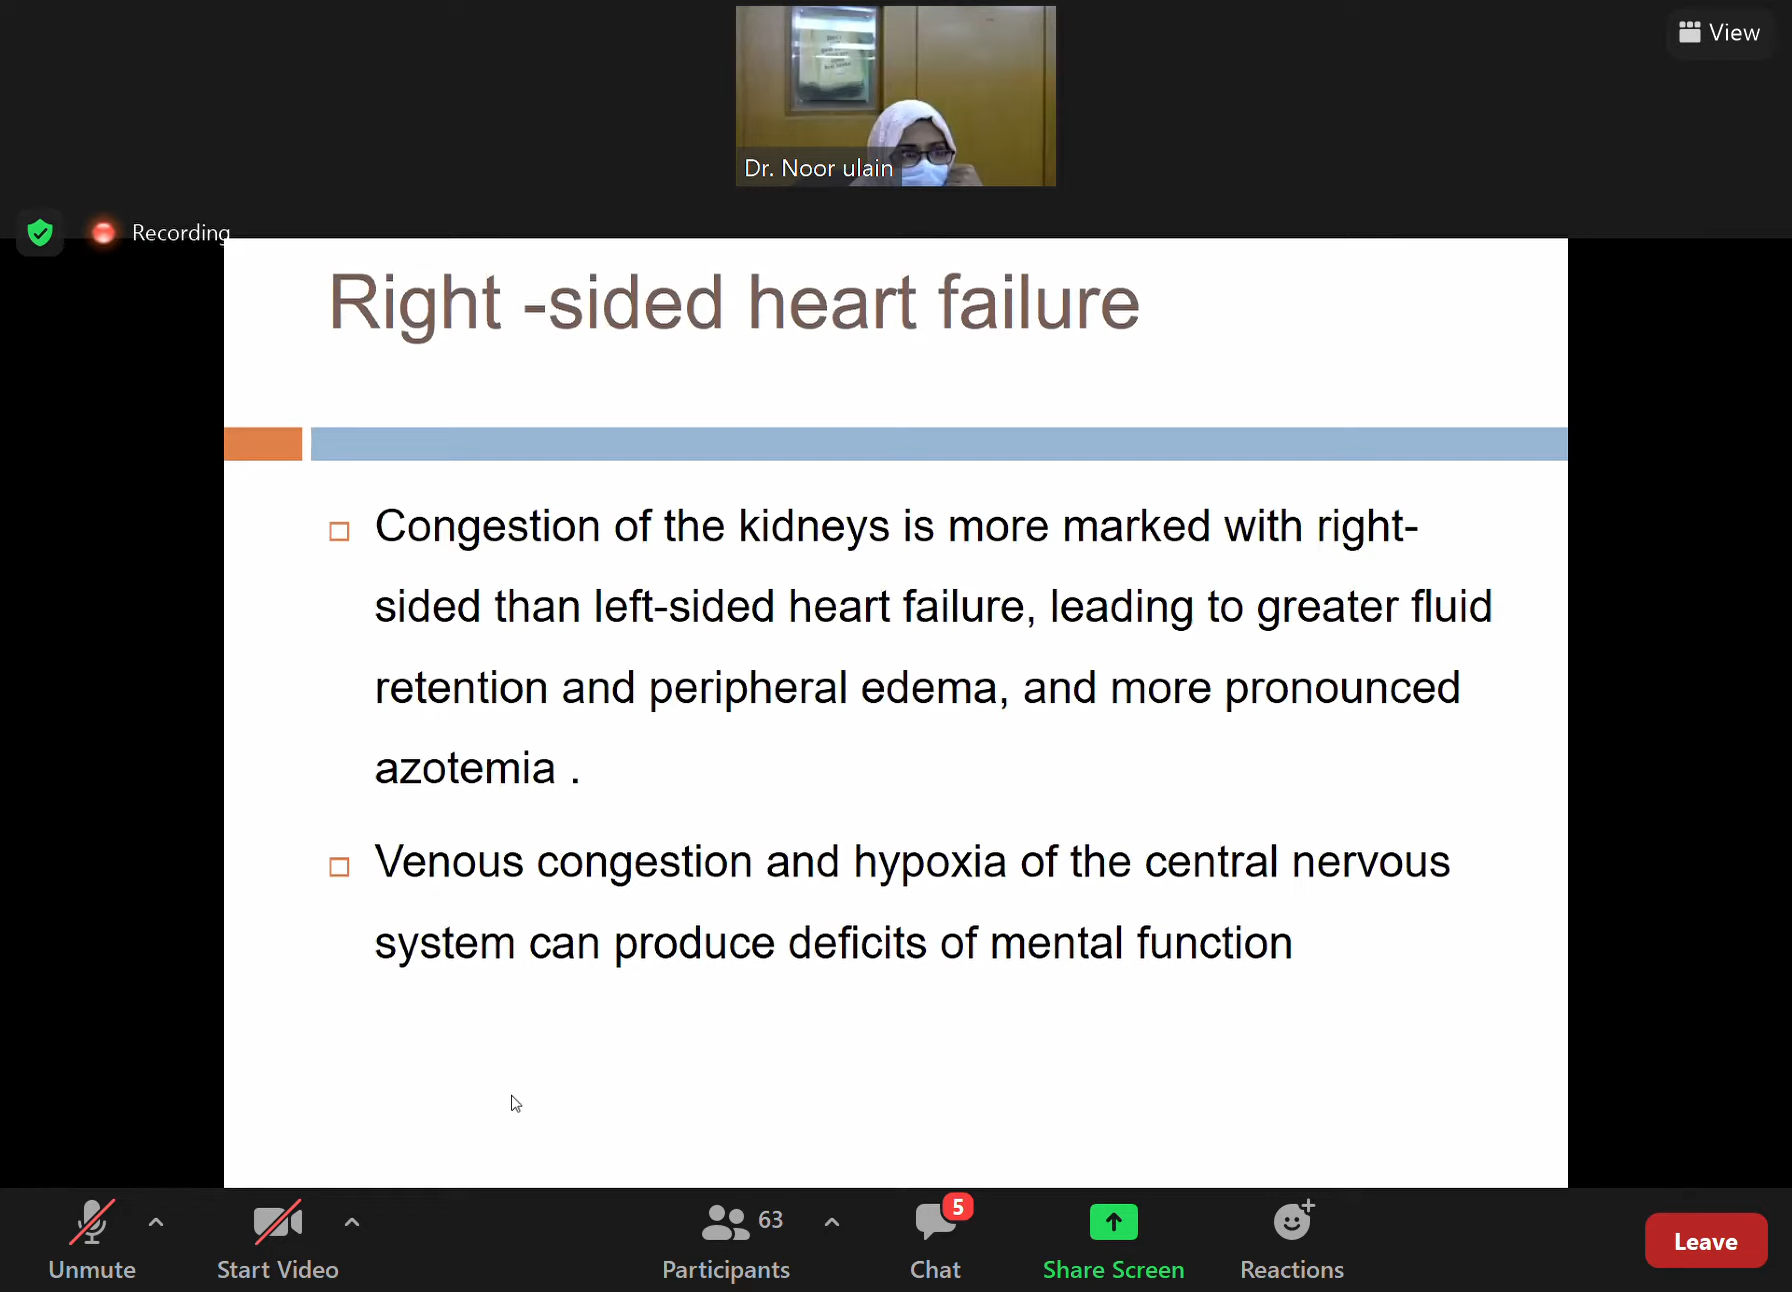 View
Dr. Noor ulain
Recording
Right -sided heart failure
Congestion of the kidneys is more marked with right-
sided than left-sided heart failure, leading to greater fluid
retention and peripheral edema, and more pronounced
azotemia .
Venous congestion and hypoxia of the central nervous
system can produce deficits of mental function
63
5
Unmute
Start Video
Participants
Chat
Share Screen
Reactions
Leave